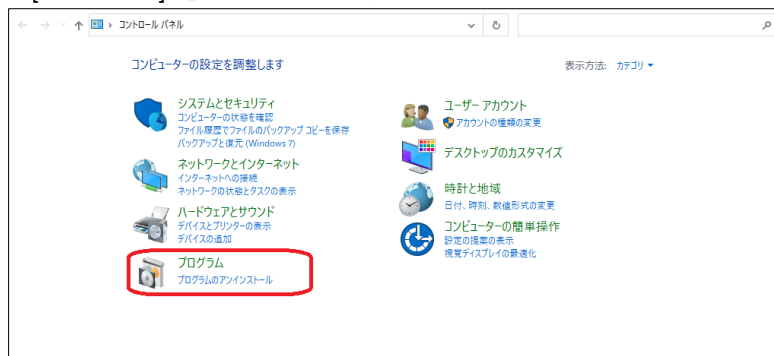 コントロール パネル
コンピューターの設定を調整します
表示方法: カテゴリ
システムとセキュリティ
コンピューターの状態を確認
ファイル履歴でファイルのバックアップ コピーを保存
バックアップと復元 (Windows 7)
ネットワークとインターネット
インターネットへの接続
ネットワークの状態とタスクの表示
ハードウェアとサウンド
デバイスとプリンターの表示
デバイスの追加
プログラム
プログラムのアンインストール
ユーザー アカウント
アカウントの種類の変更
デスクトップのカスタマイズ
時計と地域
日付、時刻、数値形式の変更
コンピューターの簡単操作
設定の提案の表示
視覚ディスプレイの最適化